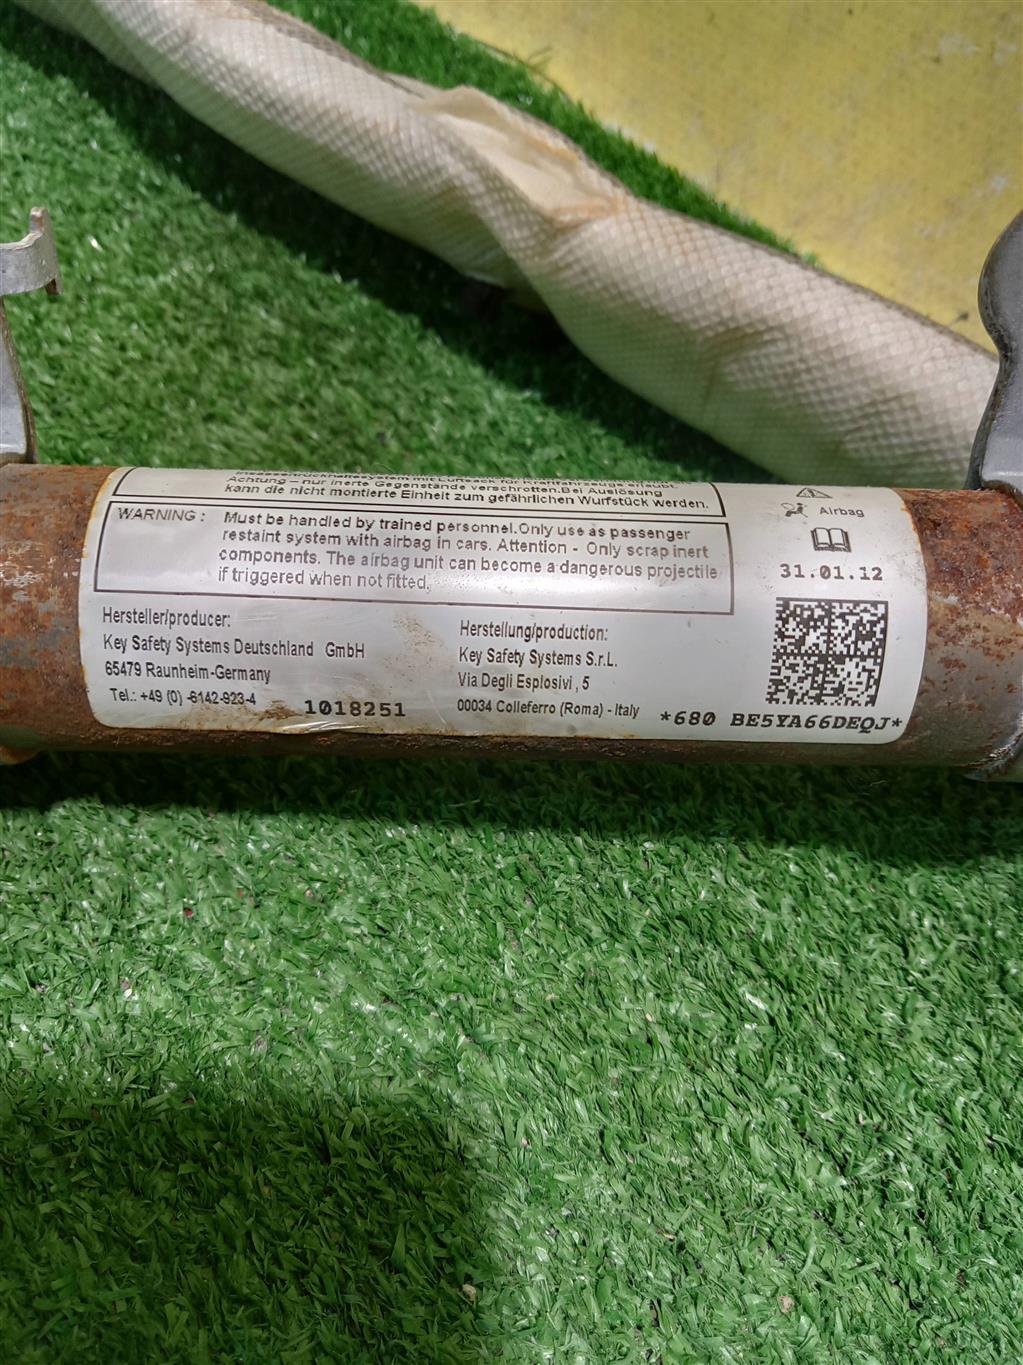 Insassenrückhaltesystem mit Luftsack für
Achtung - nur inerte Gegenstände verschrotten.Bei Auslösung
kann die nicht montierte Einheit zum gefährlichen Wurfstück werden.
WARNING : Must be handled by trained personnel.Only use as passenger
restaint system with airbag in cars. Attention - Only scrap inert
components. The airbag unit can become a dangerous projectile
if triggered when not fitted.
Hersteller/producer:
Key Safety Systems Deutschland GmbH
65479 Raunheim-Germany
Tel.: +49 (0) -6142-923-4
1018251
Herstellung/production:
Key Safety Systems S.r.L.
Via Degli Esplosivi , 5
00034 Colleferro (Roma) - Italy
Airbag
31.01.12
*680 BE5YA66DEQJ*